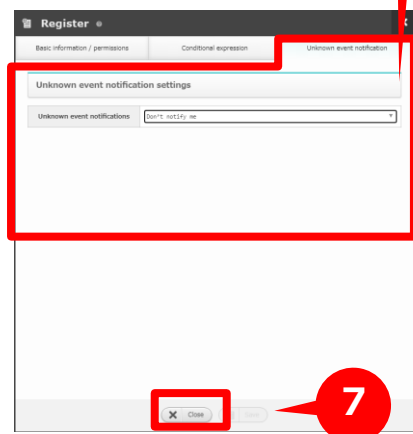 Register
Basic information / permissions
Conditional expression
Unknown event notification
Unknown event notification settings
Unknown event notifications
Don't notify me
Close
7